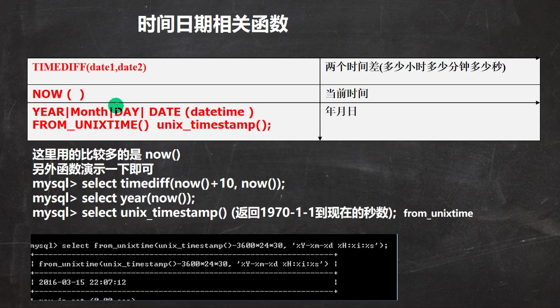 时间日期相关函数
TIMEDIFF(date1,date2) 两个时间差(多少小时多少分钟多少秒)
NOW ( ) 当前时间
YEAR|Month|DAY| DATE (datetime ) 年月日
FROM_UNIXTIME() unix_timestamp();
这里用的比较多的是 now()
另外函数演示一下即可
mysql> select timediff(now()+10, now());
mysql> select year(now());
mysql> select unix_timestamp() (返回1970-1-1到现在的秒数; from_unixtime
mysql> select from_unixtime(unix_timestamp()-3600*24*30, '%Y-%m-%d %H:%i:%s');
| from_unixtime(unix_timestamp()-3600*24*30, '%Y-%m-%d %H:%i:%s') |
| 2016-03-15 22:07:12